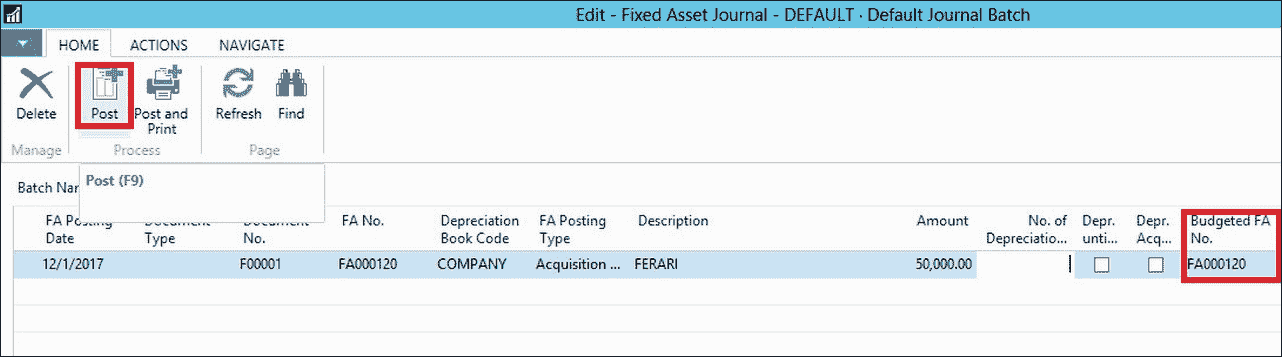 Edit - Fixed Asset Journal - DEFAULT · Default Journal Batch
HOME ACTIONS NAVIGATE
Delete Post Post and Print Refresh Find
Manage Process Page
Post (F9)
Batch Nar
FA Posting Document Document FA No. Depreciation FA Posting Description Amount No. of Depr. Depr. Budgeted FA
Date Type No. Book Code Type Depreciatio... unti... Acq... No.
12/1/2017 F00001 FA000120 COMPANY Acquisition ... FERARI 50,000.00 FA000120